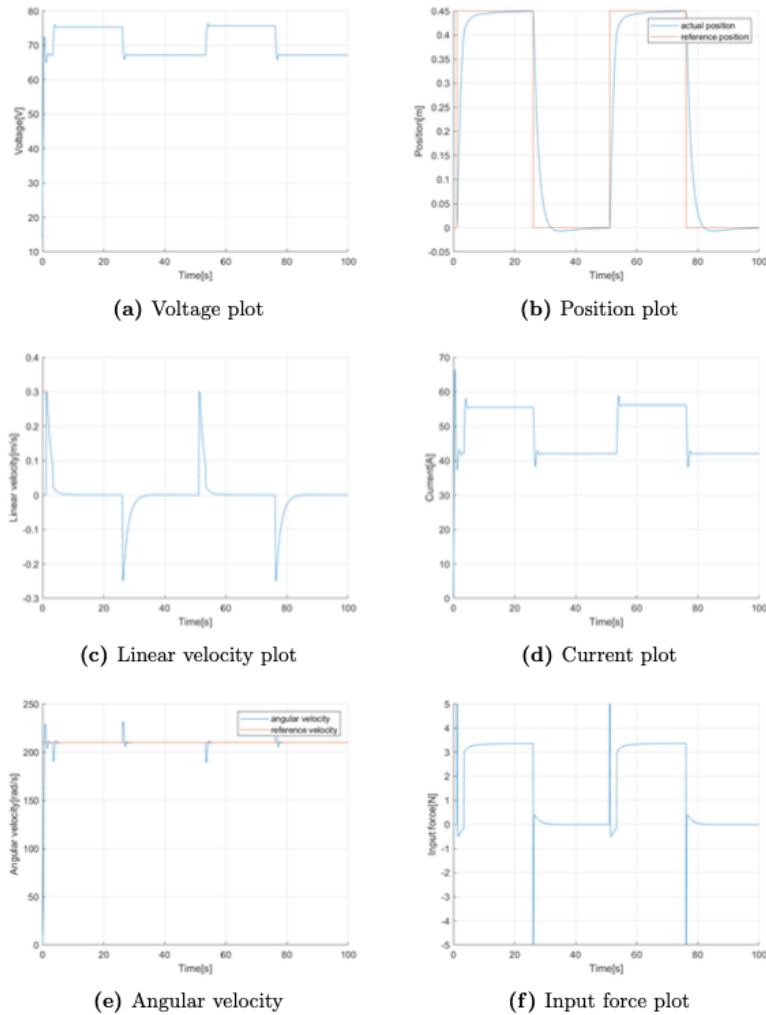 80
70
60
50
40
30
20
10
Voltage[V]
0 20 40 60 80 100
Time[s]
(a) Voltage plot
0.45
0.4
0.35
0.3
0.25
0.2
0.15
0.1
0.05
0
-0.05
Position[m]
actual position
reference position
0 20 40 60 80 100
Time[s]
(b) Position plot
0.4
0.3
0.2
0.1
0
-0.1
-0.2
-0.3
Linear velocity[m/s]
0 20 40 60 80 100
Time[s]
(c) Linear velocity plot
70
60
50
40
30
20
10
0
Current[A]
0 20 40 60 80 100
Time[s]
(d) Current plot
250
200
150
100
50
0
Angular velocity[rad/s]
angular velocity
reference velocity
0 20 40 60 80 100
Time[s]
(e) Angular velocity
5
4
3
2
1
0
-1
-2
-3
-4
-5
Input force[N]
0 20 40 60 80 100
Time[s]
(f) Input force plot